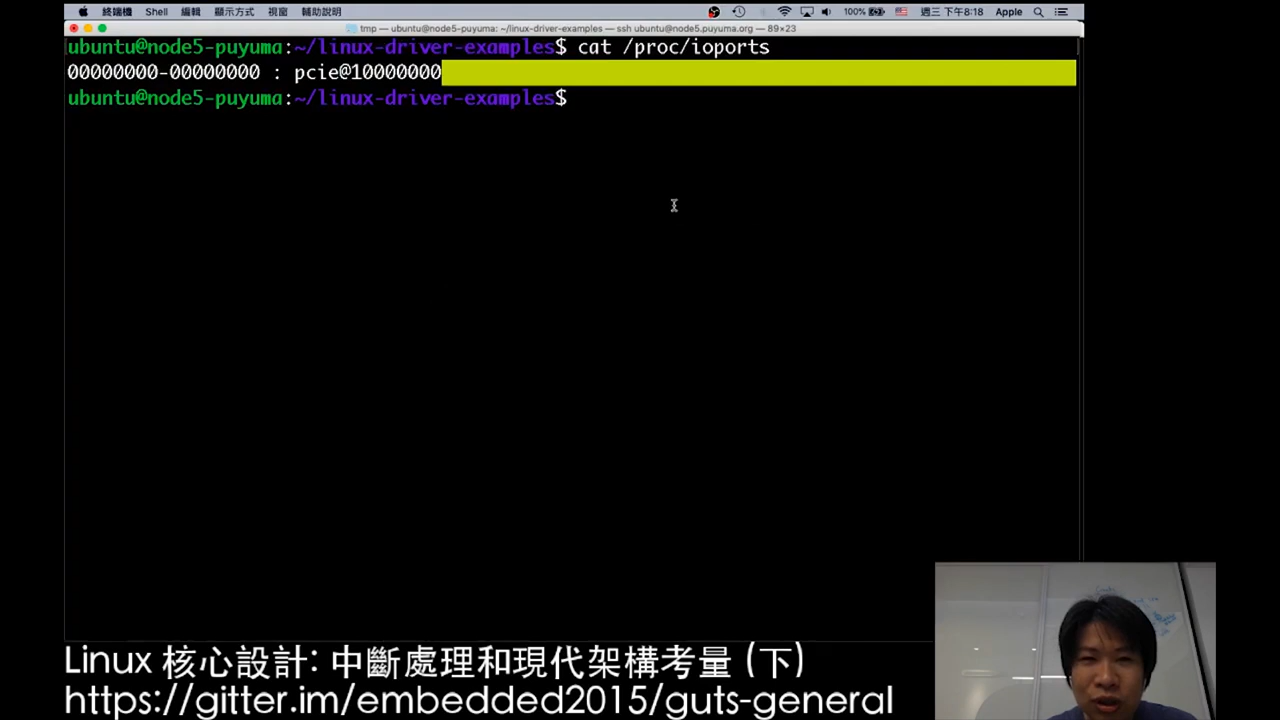 終端機 Shell 編輯 顯示方式 視窗 輔助說明 100% 週三 下午8:18 Apple
tmp — ubuntu@node5-puyuma: ~/linux-driver-examples — ssh ubuntu@node5.puyuma.org — 89×23
ubuntu@node5-puyuma:~/linux-driver-examples$ cat /proc/ioports
00000000-00000000 : pcie@10000000
ubuntu@node5-puyuma:~/linux-driver-examples$
Linux 核心設計: 中斷處理和現代架構考量 (下)
https://gitter.im/embedded2015/guts-general